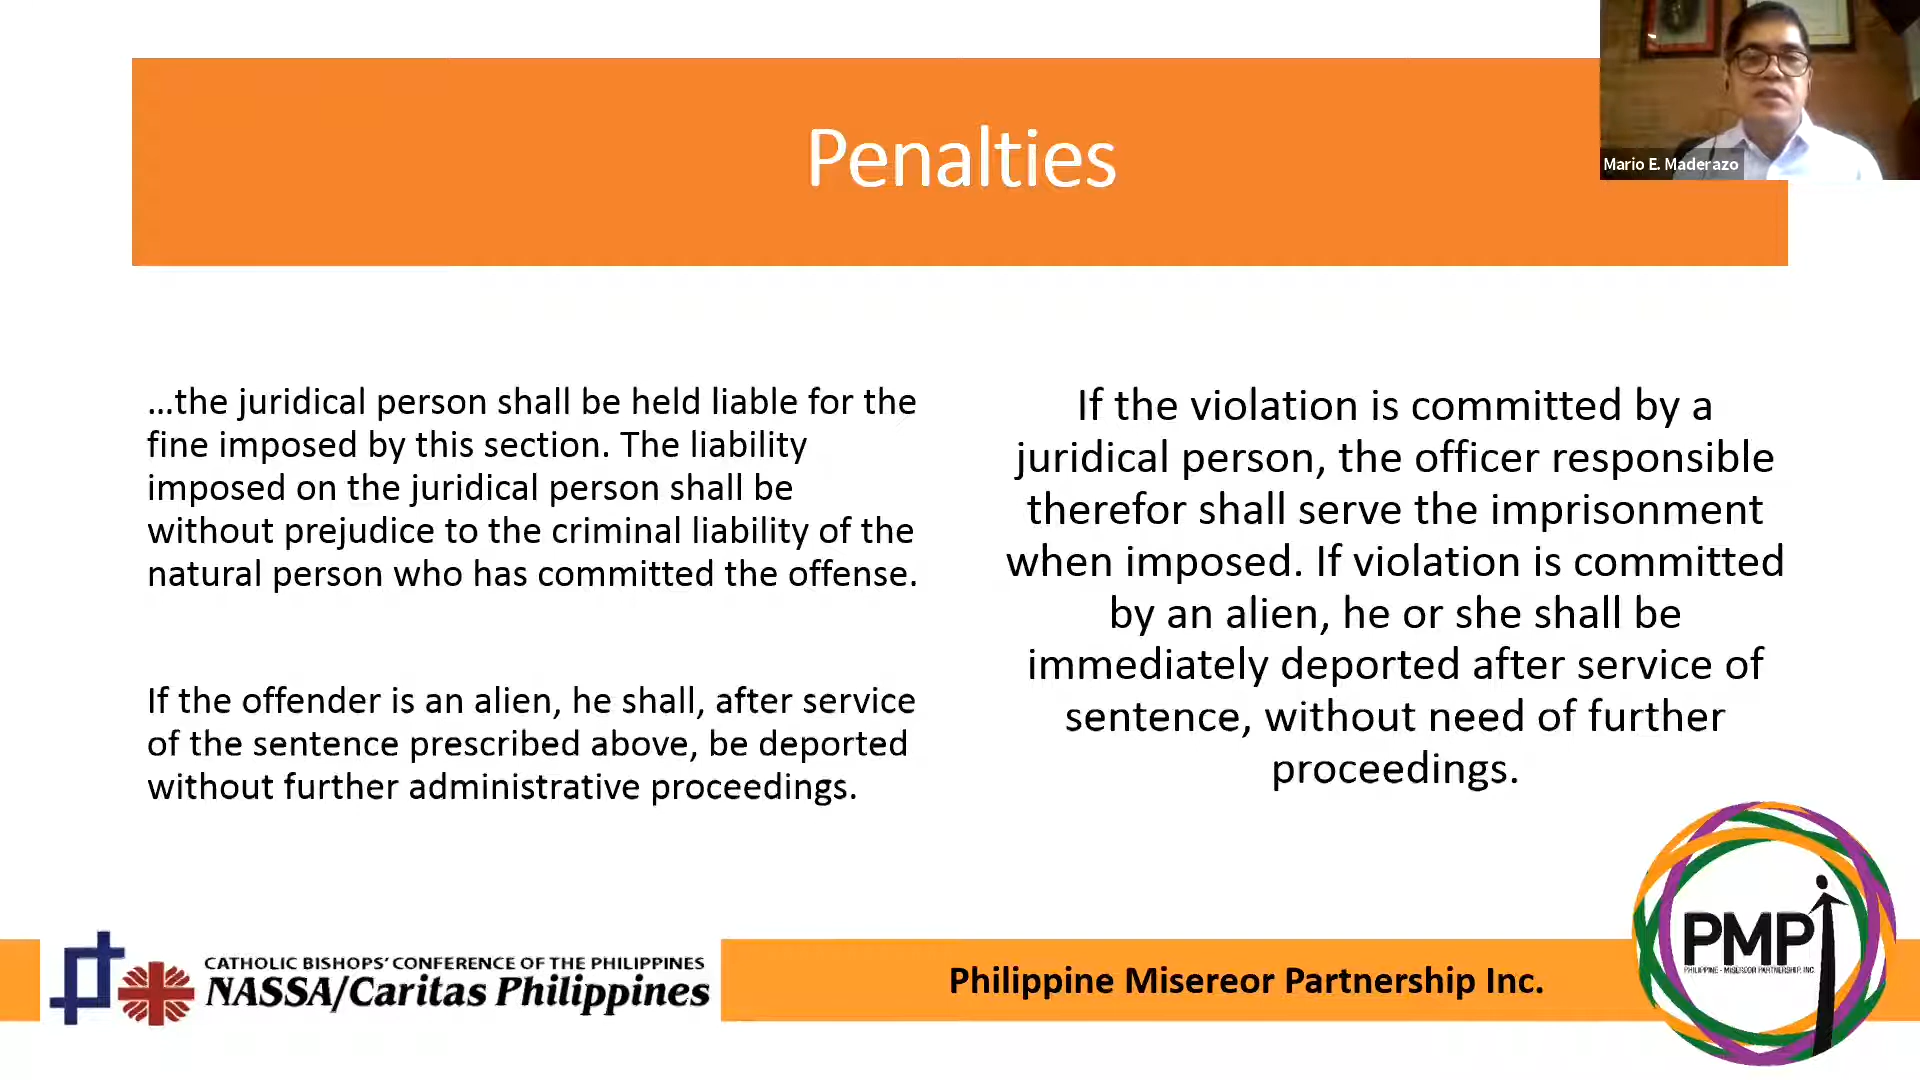 Penalties
Mario E. Maderazo
...the juridical person shall be held liable for the
fine imposed by this section. The liability
imposed on the juridical person shall be
without prejudice to the criminal liability of the
natural person who has committed the offense.
If the offender is an alien, he shall, after service
of the sentence prescribed above, be deported
without further administrative proceedings.
If the violation is committed by a
juridical person, the officer responsible
therefor shall serve the imprisonment
when imposed. If violation is committed
by an alien, he or she shall be
immediately deported after service of
sentence, without need of further
proceedings.
CATHOLIC BISHOPS' CONFERENCE OF THE PHILIPPINES
NASSA/Caritas Philippines
Philippine Misereor Partnership Inc.
PMPI
PHILIPPINE - MISEREOR PARTNERSHIP, INC.